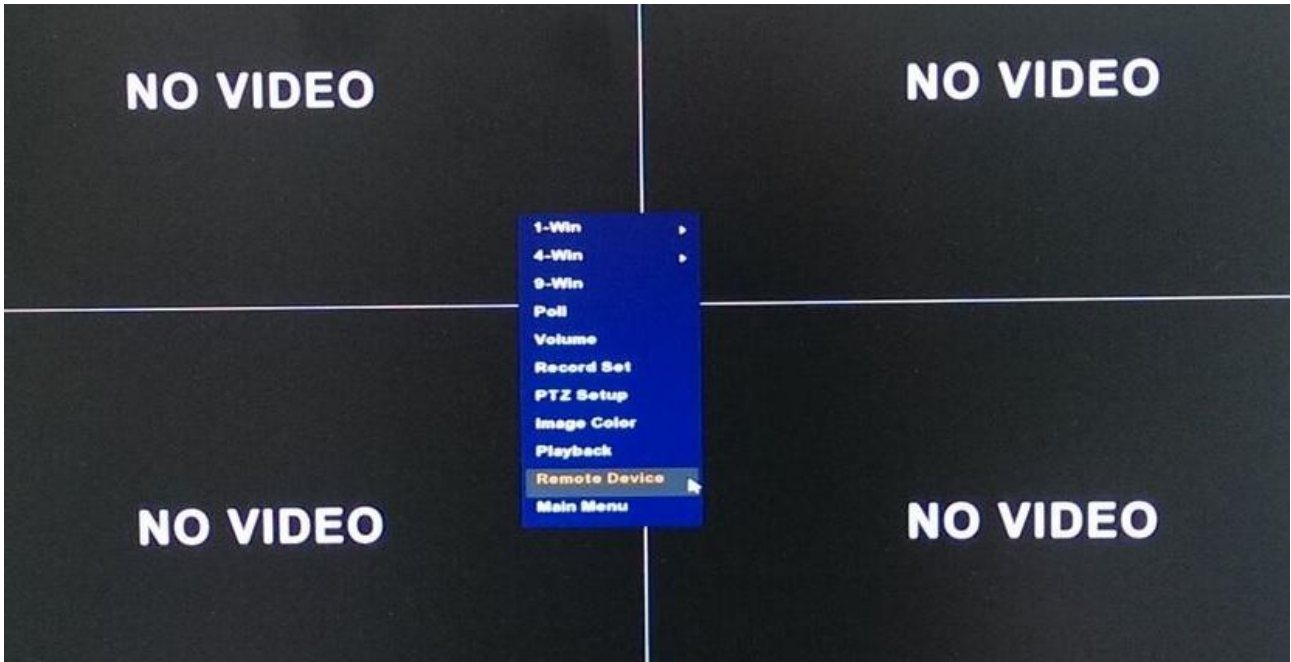 NO VIDEO
NO VIDEO
1-Win
4-Win
9-Win
Poll
Volume
Record Set
PTZ Setup
Image Color
Playback
Remote Device
Main Menu
NO VIDEO
NO VIDEO